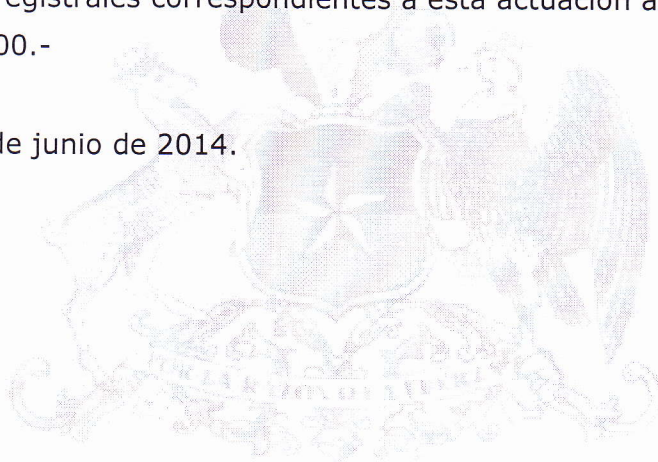 registrales correspondientes a esta actuación a
00.-
de junio de 2014.